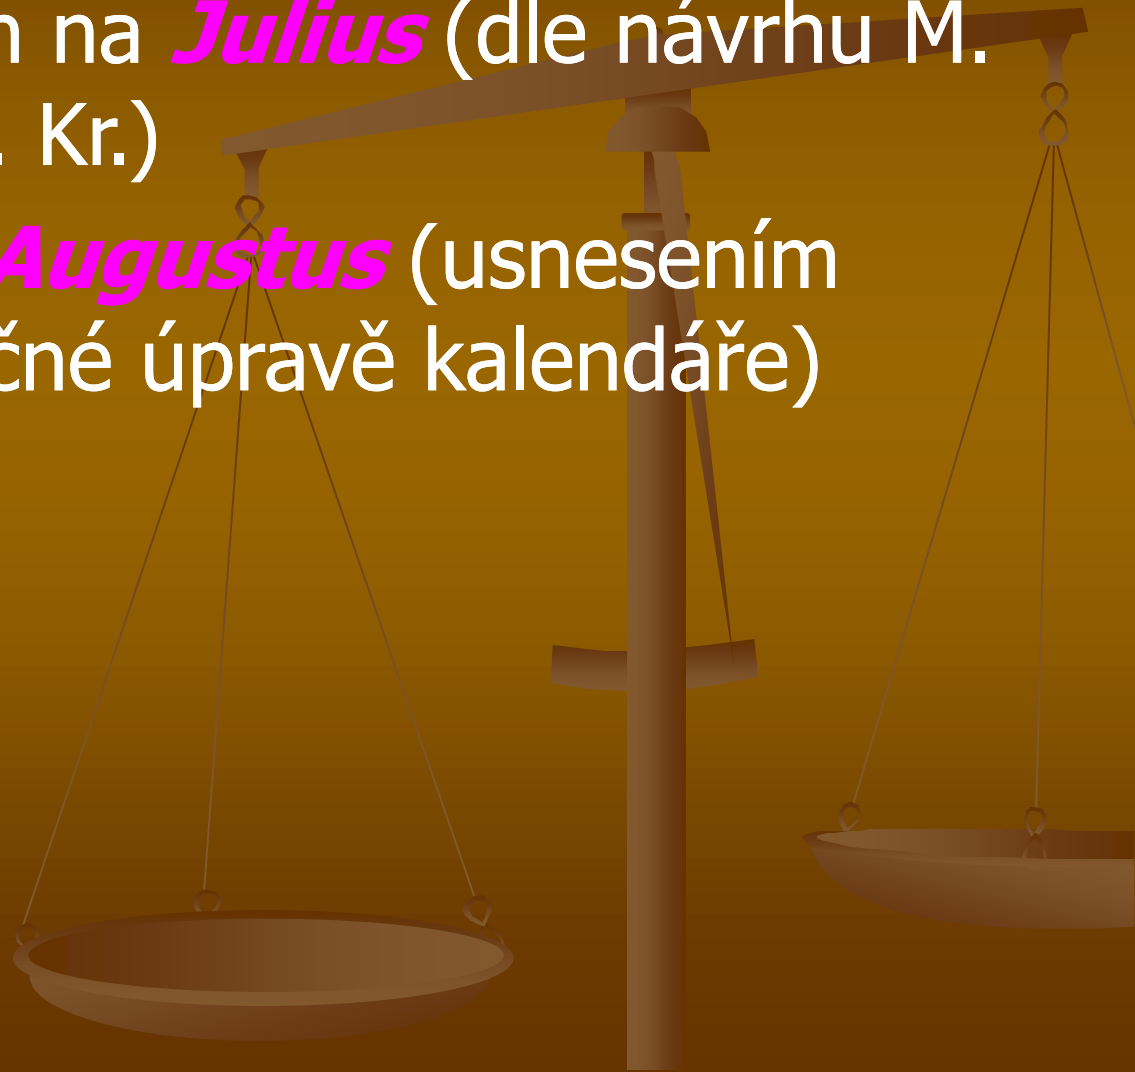 na Julius (dle návrhu M.
. Kr.)
Augustus (usnesením
čné úpravě kalendáře)